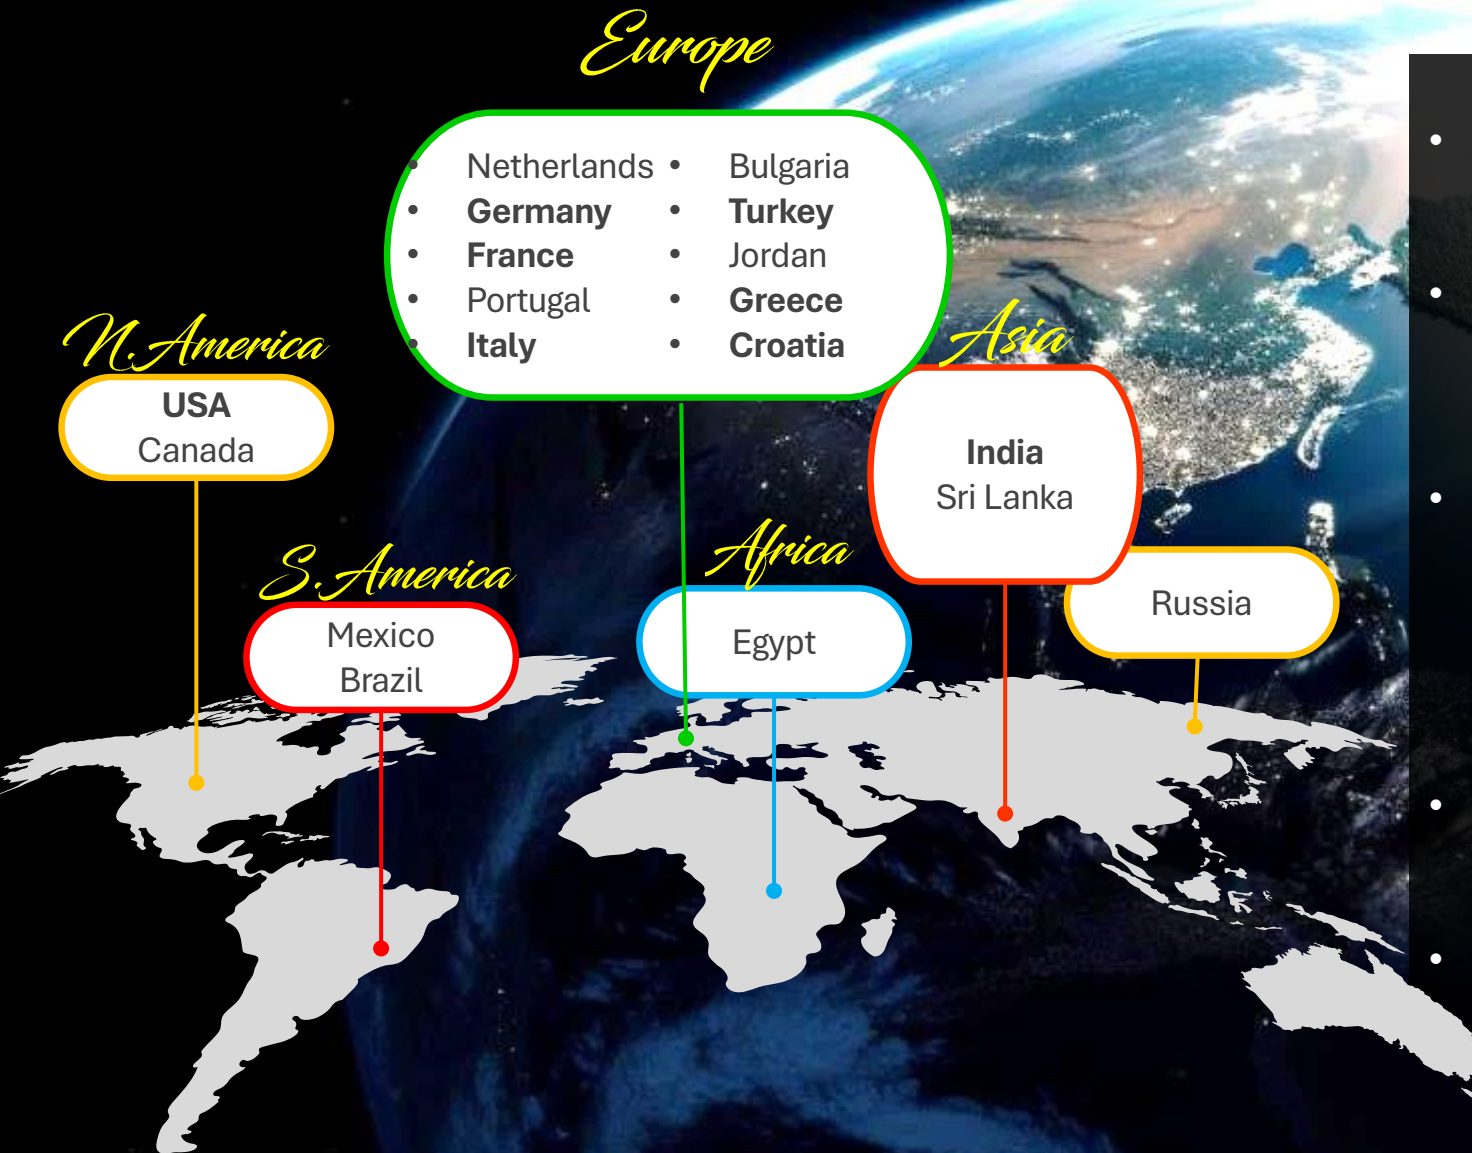 Europe
• Netherlands
• Germany
• France
• Portugal
• Italy
• Bulgaria
• Turkey
• Jordan
• Greece
• Croatia
N. America
USA
Canada
Asia
India
Sri Lanka
S. America
Mexico
Brazil
Africa
Egypt
Russia